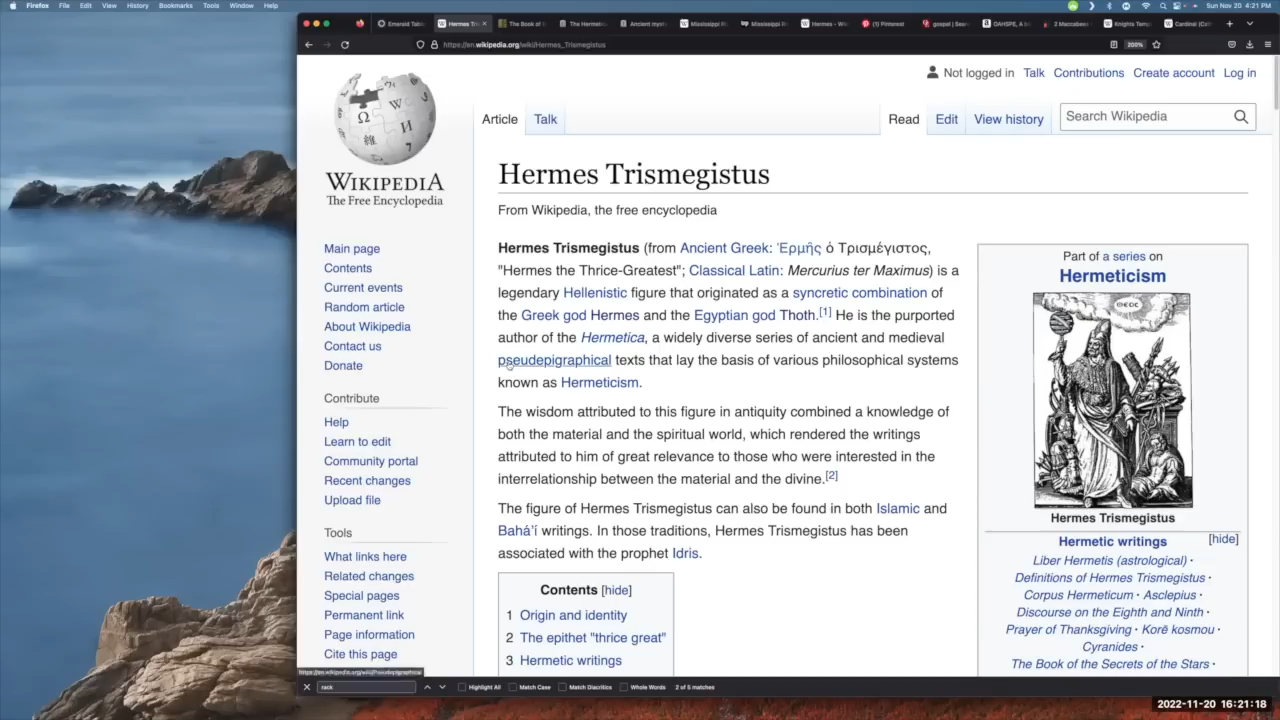 Firefox File Edit View History Bookmarks Tools Window Help
Sun Nov 20 4:21 PM
Emerald Table
Hermes Tris
The Book of
The Hermetic
Ancient myst
Mississippi R
Mississippi R
Hermes - Wik
(1) Pinterest
gospel | Sear
OAHSPE, A b
2 Maccabees
Knights Temp
Cardinal (Cat
https://en.wikipedia.org/wiki/Hermes_Trismegistus
200%
Not logged in Talk Contributions Create account Log in
Article Talk
Read Edit View history
Search Wikipedia
WIKIPEDIA
The Free Encyclopedia
Main page
Contents
Current events
Random article
About Wikipedia
Contact us
Donate
Contribute
Help
Learn to edit
Community portal
Recent changes
Upload file
Tools
What links here
Related changes
Special pages
Permanent link
Page information
Cite this page
Hermes Trismegistus
From Wikipedia, the free encyclopedia
Hermes Trismegistus (from Ancient Greek: Ἑρμῆς ὁ Τρισμέγιστος,
"Hermes the Thrice-Greatest"; Classical Latin: Mercurius ter Maximus) is a
legendary Hellenistic figure that originated as a syncretic combination of
the Greek god Hermes and the Egyptian god Thoth.[1] He is the purported
author of the Hermetica, a widely diverse series of ancient and medieval
pseudepigraphical texts that lay the basis of various philosophical systems
known as Hermeticism.
The wisdom attributed to this figure in antiquity combined a knowledge of
both the material and the spiritual world, which rendered the writings
attributed to him of great relevance to those who were interested in the
interrelationship between the material and the divine.[2]
The figure of Hermes Trismegistus can also be found in both Islamic and
Bahá'í writings. In those traditions, Hermes Trismegistus has been
associated with the prophet Idris.
Contents [hide]
1 Origin and identity
2 The epithet "thrice great"
3 Hermetic writings
Part of a series on
Hermeticism
Hermes Trismegistus
Hermetic writings [hide]
Liber Hermetis (astrological) ·
Definitions of Hermes Trismegistus ·
Corpus Hermeticum · Asclepius ·
Discourse on the Eighth and Ninth ·
Prayer of Thanksgiving · Korē kosmou ·
Cyranides ·
The Book of the Secrets of the Stars ·
https://en.wikipedia.org/wiki/Pseudepigraphical
rack
Highlight All Match Case Match Diacritics Whole Words 2 of 5 matches
2022-11-20 16:21:18